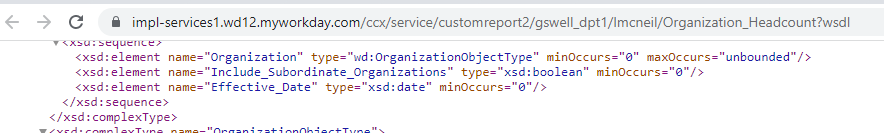 impl-services1.wd12.myworkday.com/ccx/service/customreport2/gswell_dpt1/lmcneil/Organization_Headcount?wsdl
<xsd:sequence>
<xsd:element name="Organization" type="wd:OrganizationObjectType" minOccurs="0" maxOccurs="unbounded"/>
<xsd:element name="Include_Subordinate_Organizations" type="xsd:boolean" minOccurs="0"/>
<xsd:element name="Effective_Date" type="xsd:date" minOccurs="0"/>
</xsd:sequence>
</xsd:complexType>
<xsd:complexType name="OrganizationObjectType">